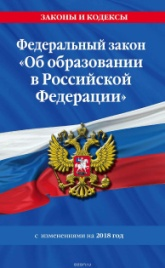 ЗАКОНЫ И КОДЕКСЫ
Федеральный закон
«Об образовании
в Российской
Федерации»
с изменениями на 2018 год